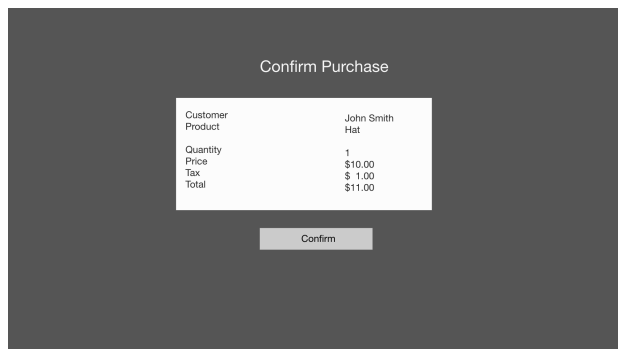 Confirm Purchase
Customer John Smith
Product Hat
Quantity 1
Price $10.00
Tax $ 1.00
Total $11.00
Confirm